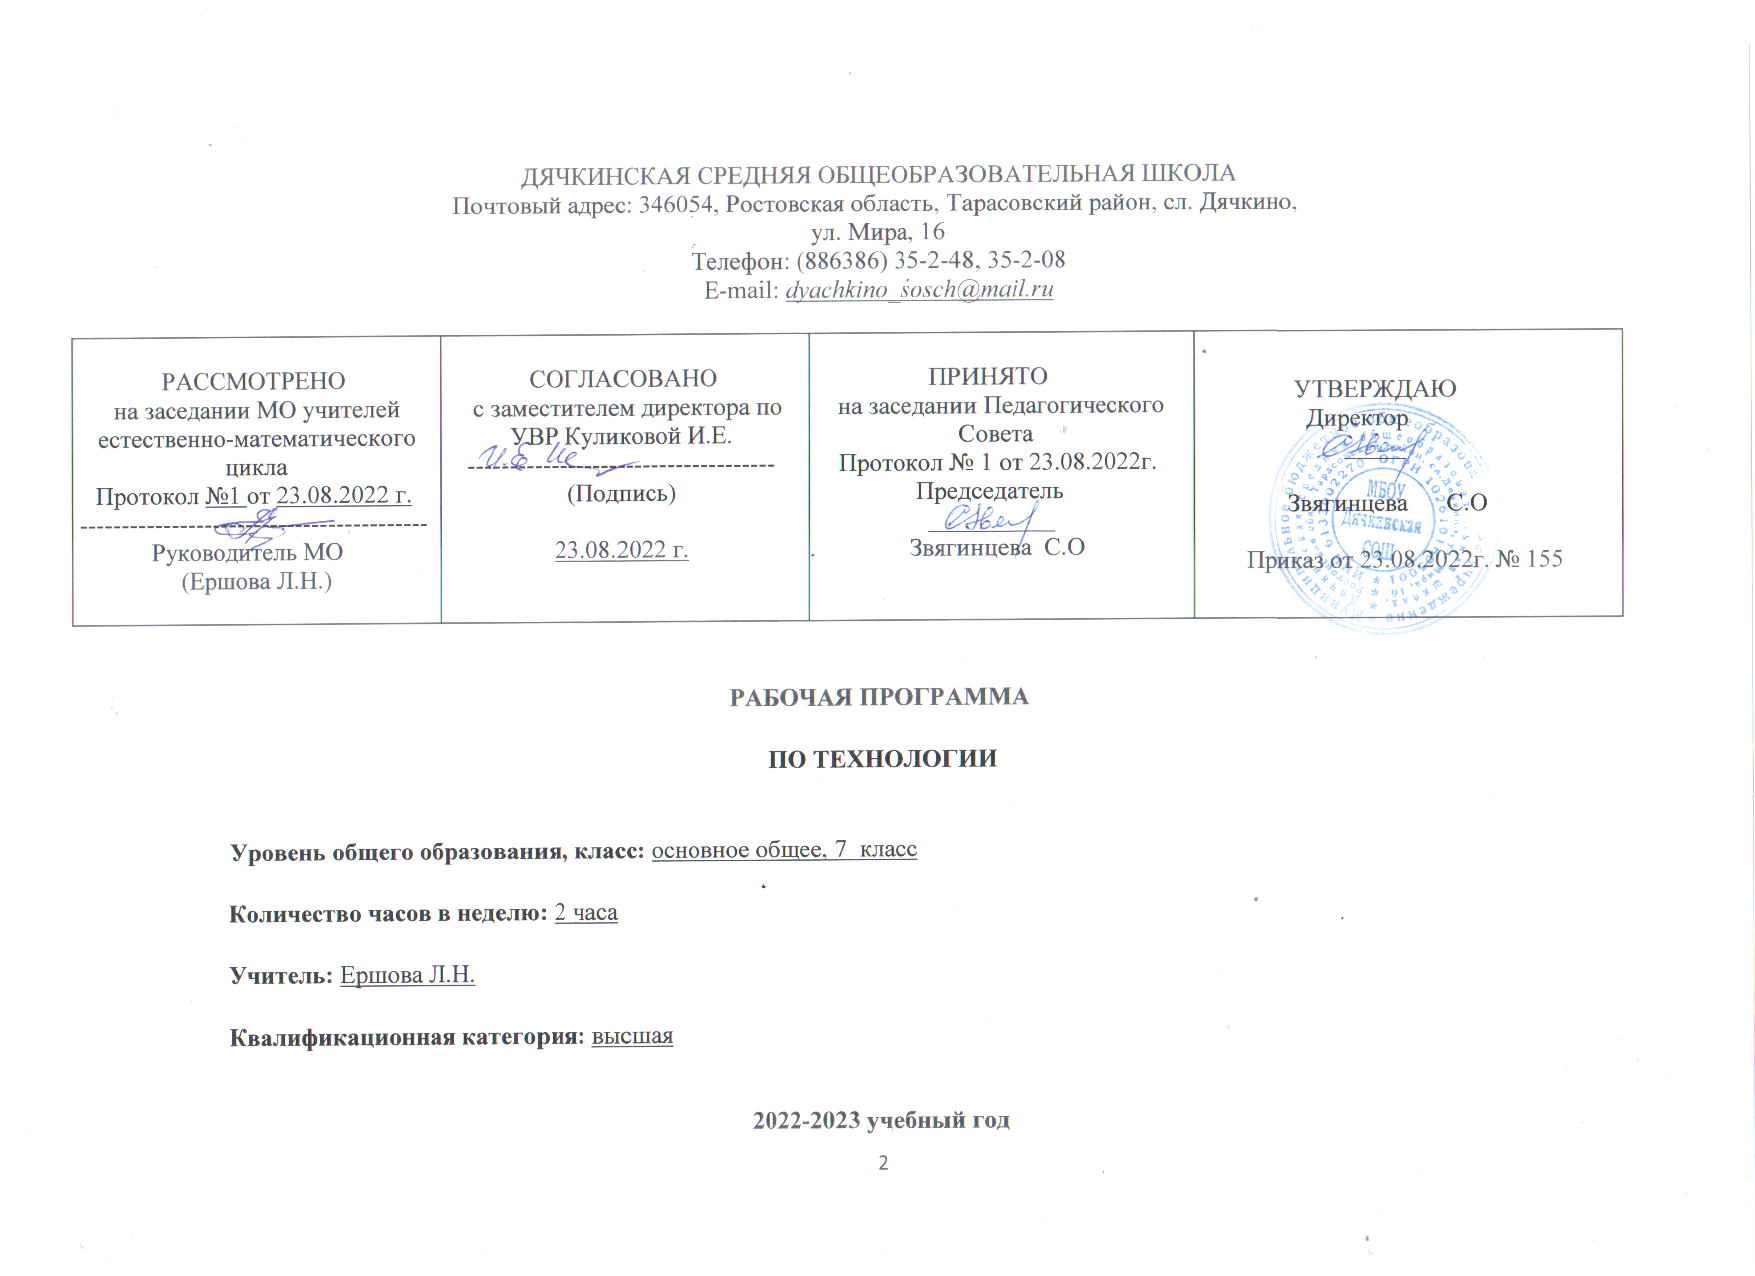 ДЯЧКИНСКАЯ СРЕДНЯЯ ОБЩЕОБРАЗОВАТЕЛЬНАЯ ШКОЛА
Почтовый адрес: 346054, Ростовская область, Тарасовский район, сл. Дячкино,
ул. Мира, 16
Телефон: (886386) 35-2-48, 35-2-08
E-mail: dyachkino_sosch@mail.ru
РАССМОТРЕНО
на заседании МО учителей
естественно-математического
цикла
Протокол №1 от 23.08.2022 г.
Руководитель МО
(Ершова Л.Н.)
СОГЛАСОВАНО
с заместителем директора по
УВР Куликовой И.Е.
(Подпись)
23.08.2022 г.
ПРИНЯТО
на заседании Педагогического
Совета
Протокол № 1 от 23.08.2022г.
Председатель
Звягинцева С.О
УТВЕРЖДАЮ
Директор
Звягинцева С.О
Приказ от 23.08.2022г. № 155
МБОУ
СОШ
РАБОЧАЯ ПРОГРАММА
ПО ТЕХНОЛОГИИ
Уровень общего образования, класс: основное общее, 7 класс
Количество часов в неделю: 2 часа
Учитель: Ершова Л.Н.
Квалификационная категория: высшая
2022-2023 учебный год
2